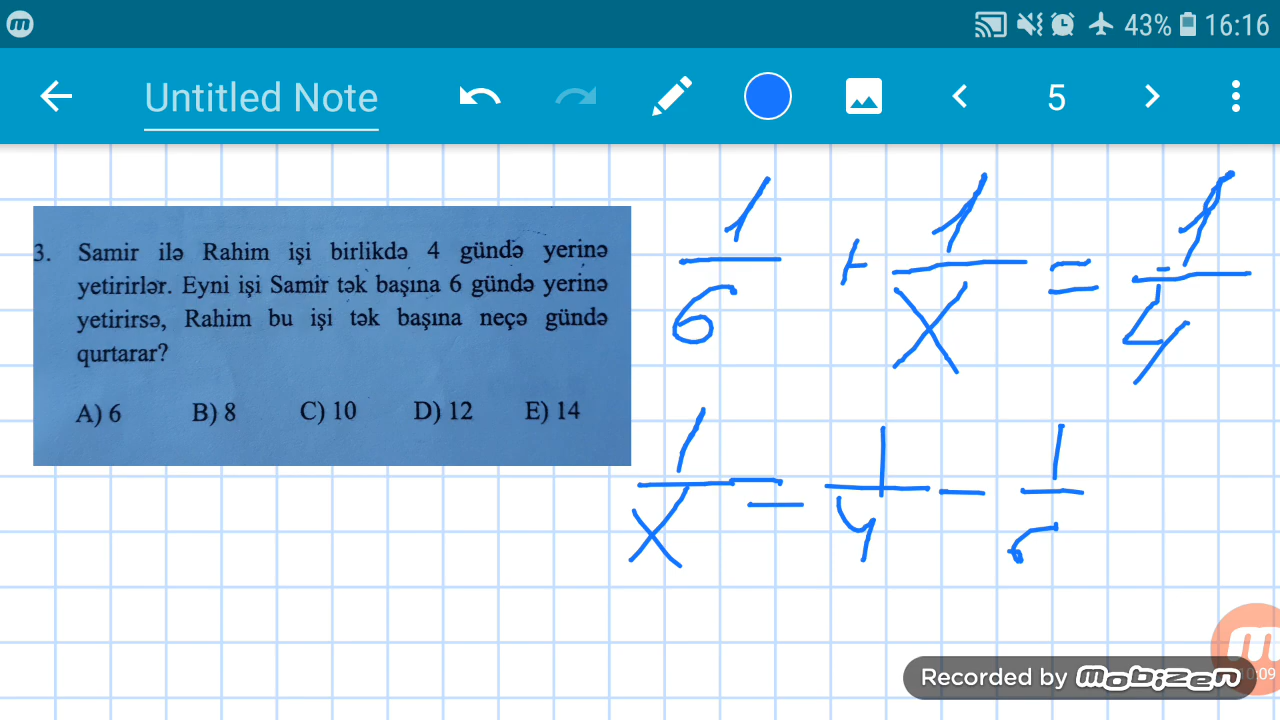 43% 16:16
Untitled Note 5
3. Samir ilə Rahim işi birlikdə 4 gündə yerinə
yetirirlər. Eyni işi Samir tək başına 6 gündə yerinə
yetirirsə, Rahim bu işi tək başına neçə gündə
qurtarar?
A) 6 B) 8 C) 10 D) 12 E) 14
1/6 + 1/X = 1/4
1/X = 1/4 - 1/
Recorded by MOBIZEN